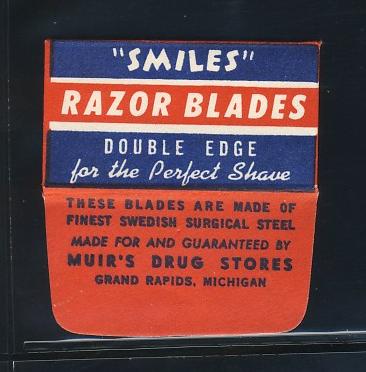 "SMILES"
RAZOR BLADES
DOUBLE EDGE
for the Perfect Shave
THESE BLADES ARE MADE OF
FINEST SWEDISH SURGICAL STEEL
MADE FOR AND GUARANTEED BY
MUIR'S DRUG STORES
GRAND RAPIDS, MICHIGAN